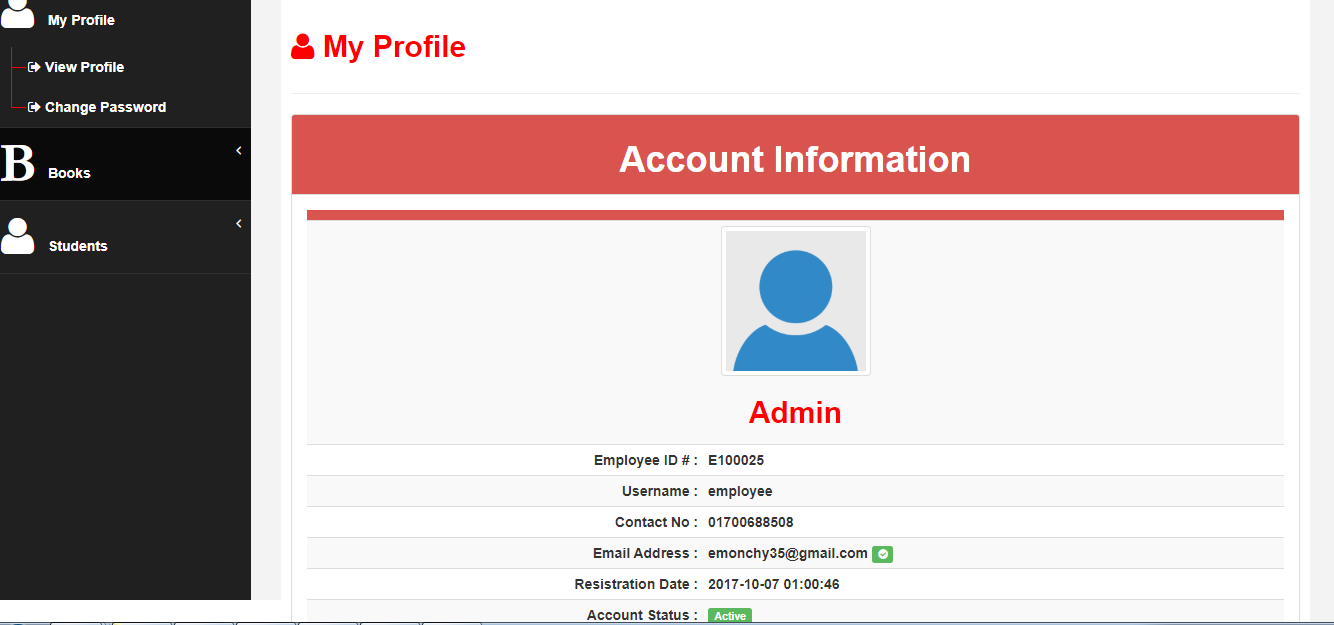 My Profile
View Profile
Change Password
B Books
Students
My Profile
Account Information
Admin
Employee ID # : E100025
Username : employee
Contact No : 01700688508
Email Address : emonchy35@gmail.com
Resistration Date : 2017-10-07 01:00:46
Account Status : Active